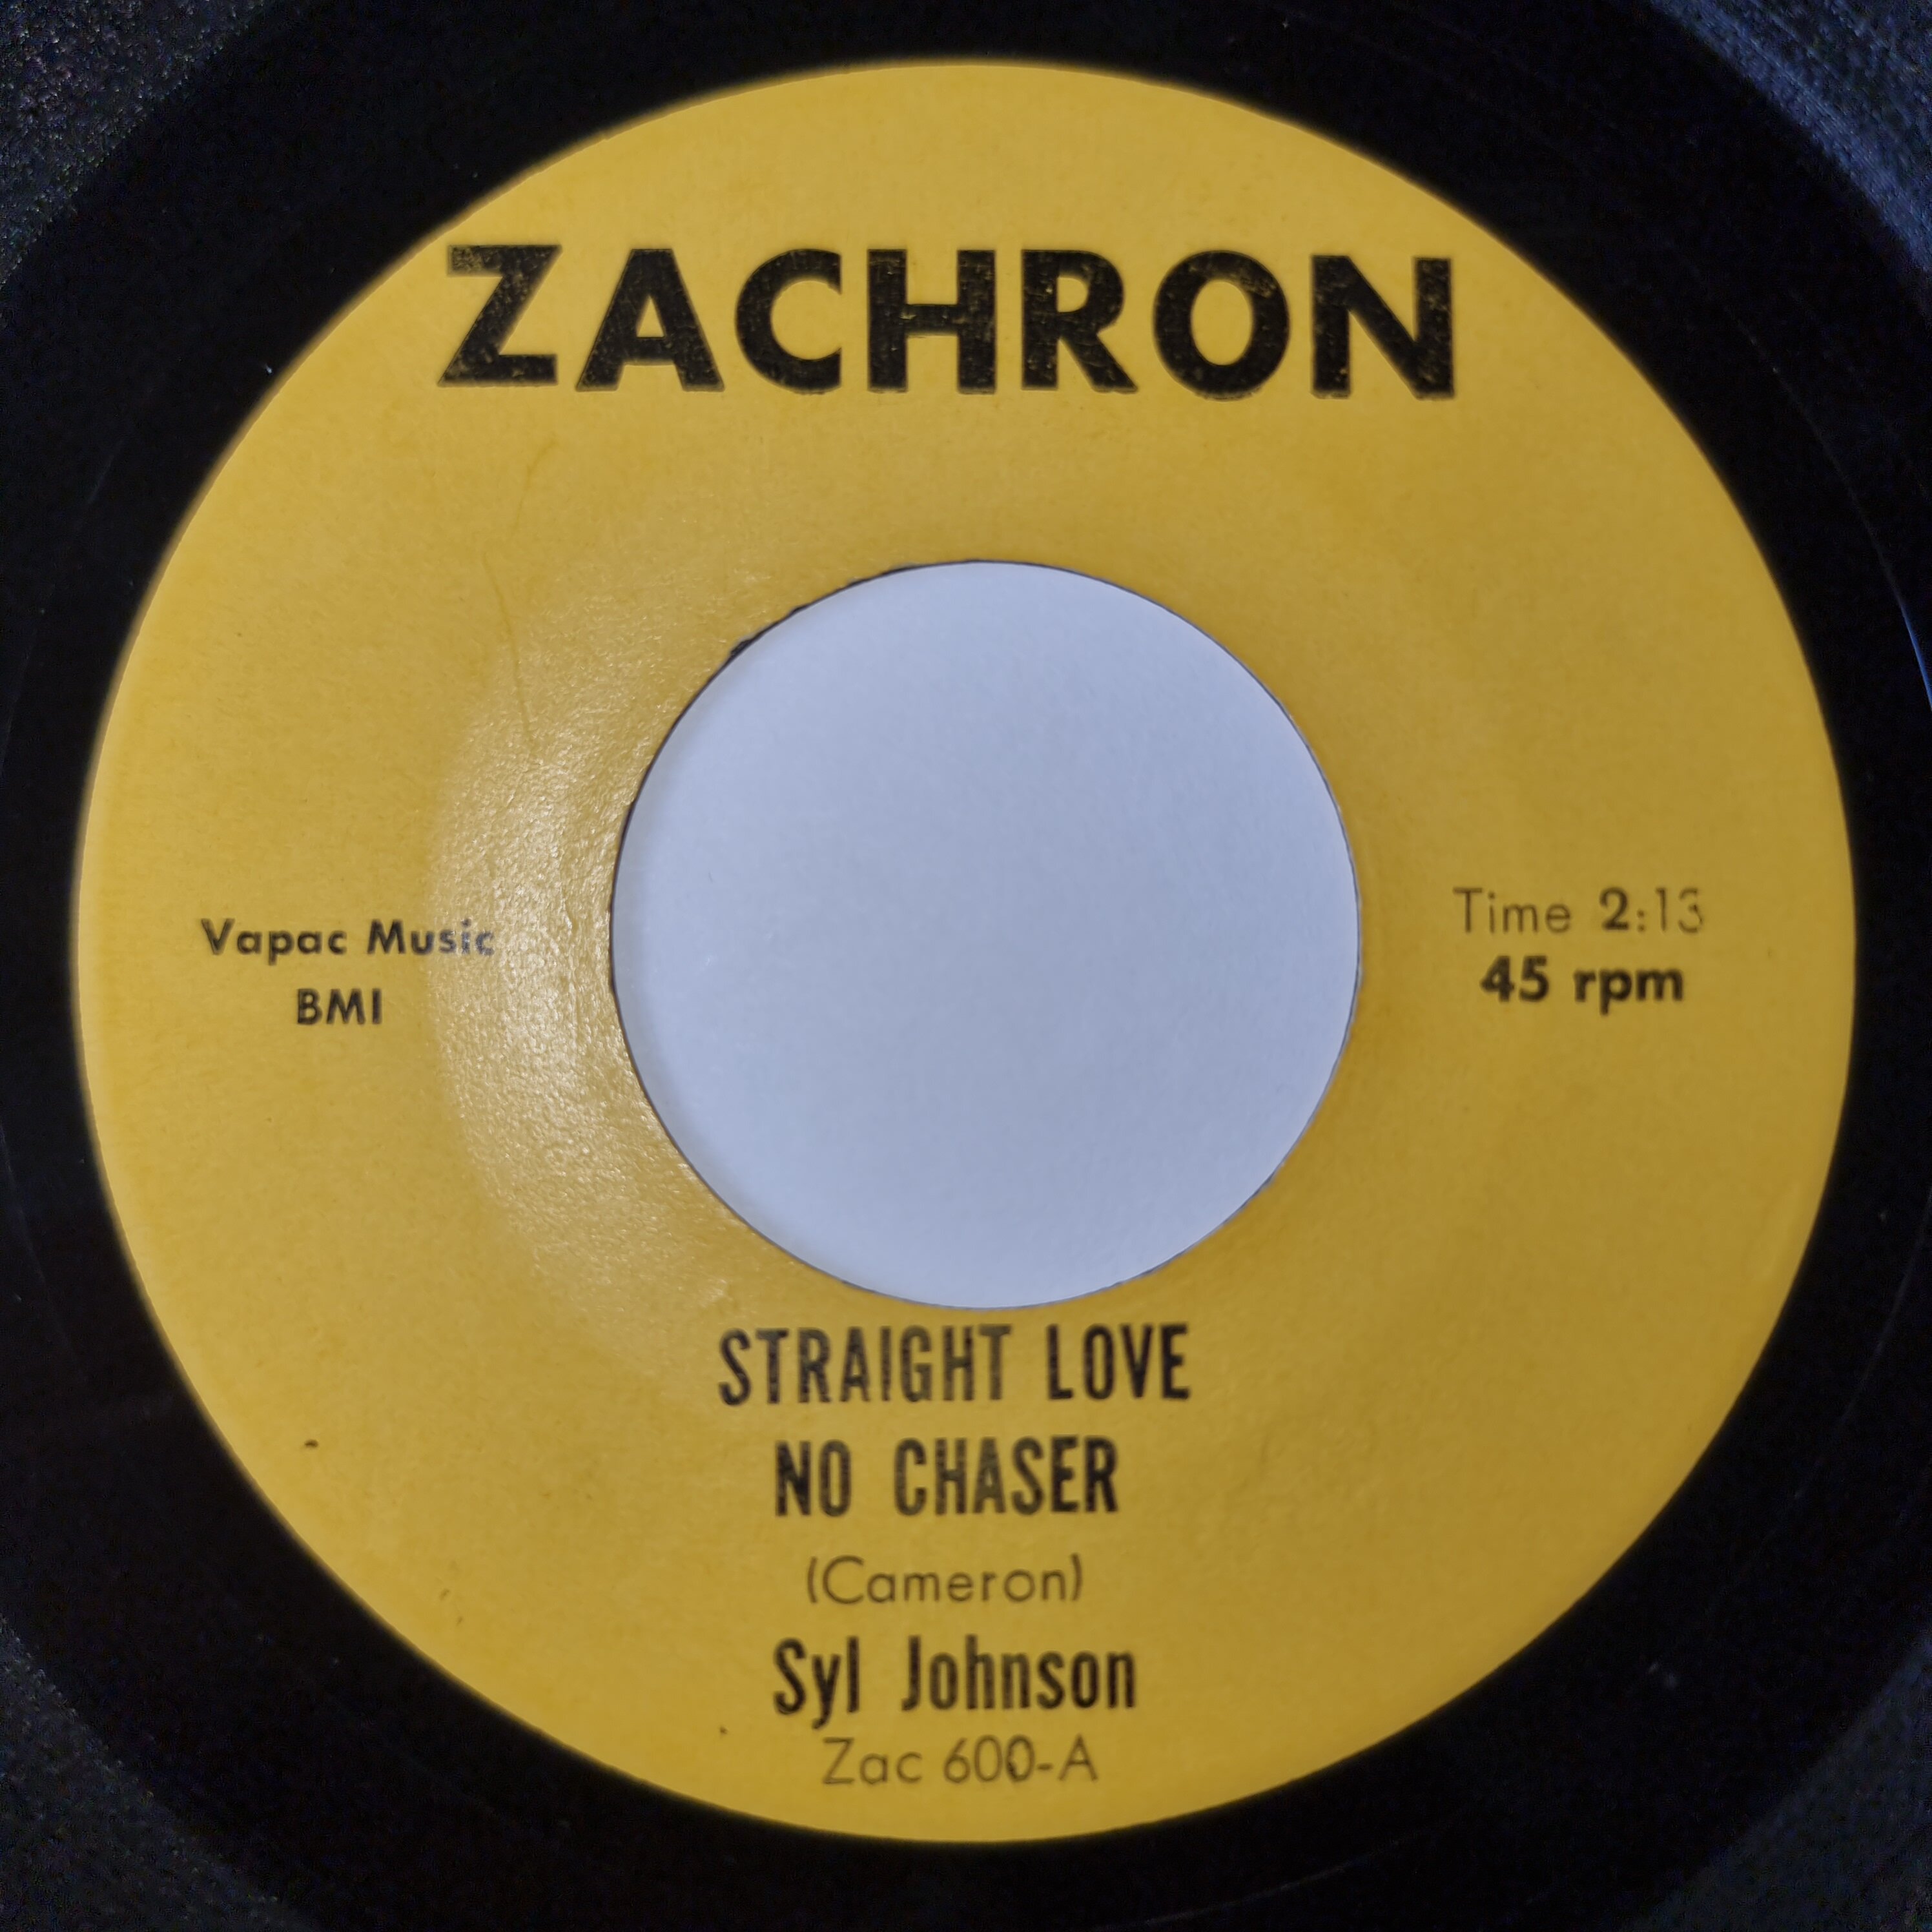 ZACHRON
Vapac Music
BMI
Time 2:13
45 rpm
STRAIGHT LOVE
NO CHASER
(Cameron)
Syl Johnson
Zac 600-A